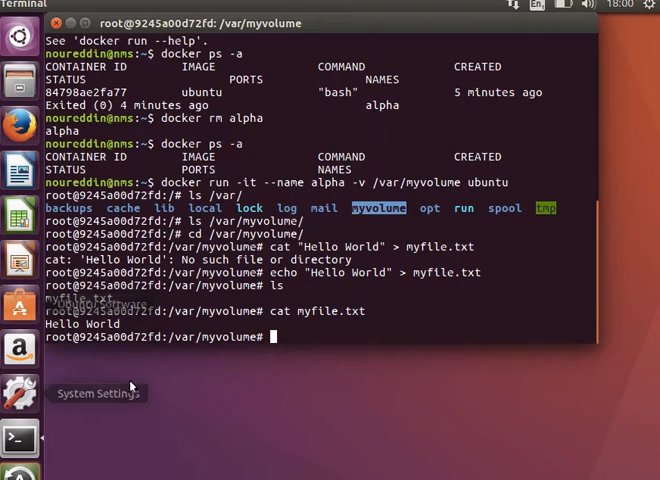 Terminal
En
18:00
root@9245a00d72fd: /var/myvolume
See 'docker run --help'.
noureddin@nms:~$ docker ps -a
CONTAINER ID IMAGE COMMAND CREATED
STATUS PORTS NAMES
84798ae2fa77 ubuntu "bash" 5 minutes ago
Exited (0) 4 minutes ago alpha
noureddin@nms:~$ docker rm alpha
alpha
noureddin@nms:~$ docker ps -a
CONTAINER ID IMAGE COMMAND CREATED
STATUS PORTS NAMES
noureddin@nms:~$ docker run -it --name alpha -v /var/myvolume ubuntu
root@9245a00d72fd:/# ls /var/
backups cache lib local lock log mail myvolume opt run spool tmp
root@9245a00d72fd:/# ls /var/myvolume/
root@9245a00d72fd:/# cd /var/myvolume/
root@9245a00d72fd:/var/myvolume# cat "Hello World" > myfile.txt
cat: 'Hello World': No such file or directory
root@9245a00d72fd:/var/myvolume# echo "Hello World" > myfile.txt
root@9245a00d72fd:/var/myvolume# ls
myfile.txt
Ubuntu Software
root@9245a00d72fd:/var/myvolume# cat myfile.txt
Hello World
root@9245a00d72fd:/var/myvolume#
System Settings